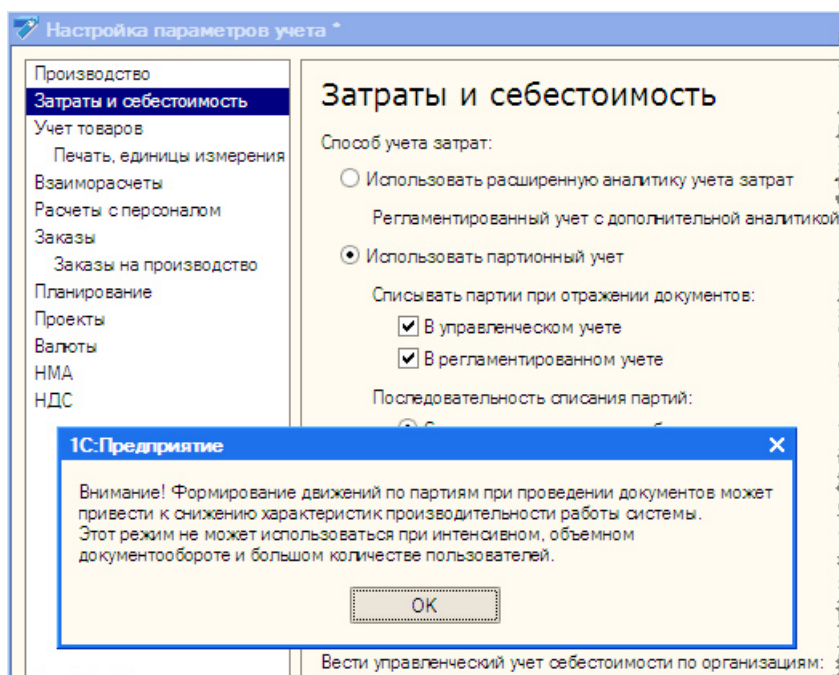 Настройка параметров учета *
Производство
Затраты и себестоимость
Учет товаров
Печать, единицы измерения
Взаиморасчеты
Расчеты с персоналом
Заказы
Заказы на производство
Планирование
Проекты
Валюты
НМА
НДС
Затраты и себестоимость
Способ учета затрат:
Использовать расширенную аналитику учета затрат
Регламентированный учет с дополнительной аналитикой
Использовать партионный учет
Списывать партии при отражении документов:
В управленческом учете
В регламентированном учете
Последовательность списания партий:
1С:Предприятие
Внимание! Формирование движений по партиям при проведении документов может
привести к снижению характеристик производительности работы системы.
Этот режим не может использоваться при интенсивном, объемном
документообороте и большом количестве пользователей.
OK
Вести управленческий учет себестоимости по организациям: